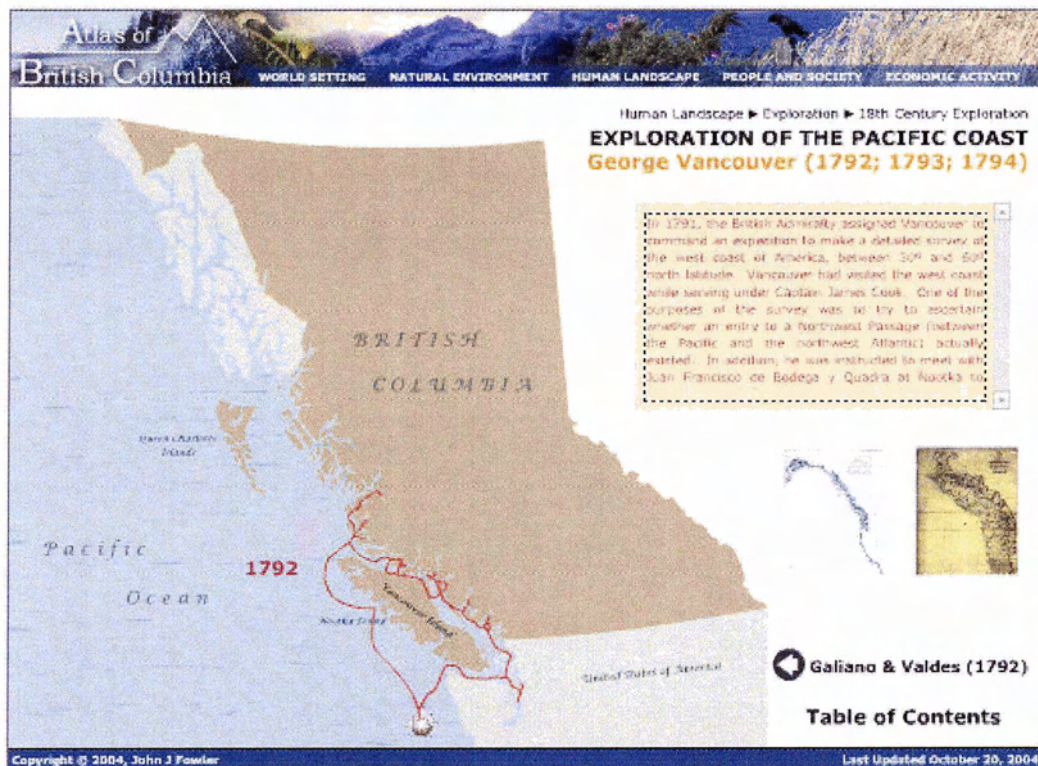 Atlas of
British Columbia
WORLD SETTING NATURAL ENVIRONMENT HUMAN LANDSCAPE PEOPLE AND SOCIETY ECONOMIC ACTIVITY
Human Landscape ▶ Exploration ▶ 18th Century Exploration
EXPLORATION OF THE PACIFIC COAST
George Vancouver (1792; 1793; 1794)
In 1791, the British Admiralty assigned Vancouver to
command an expedition to make a detailed survey of
the west coast of America, between 30º and 60º
north latitude. Vancouver had visited the west coast
while serving under Captain James Cook. One of the
purposes of the survey was to try to ascertain
whether an entry to a Northwest Passage (between
the Pacific and the northwest Atlantic) actually
existed. In addition, he was instructed to meet with
Juan Francisco de Bodega y Quadra at Nootka to
BRITISH
COLUMBIA
Queen Charlotte
Islands
Pacific
Ocean
1792
Vancouver Island
Nootka Sound
United States of America
Galiano & Valdes (1792)
Table of Contents
Copyright © 2004, John J Fowler Last Updated October 20, 2004